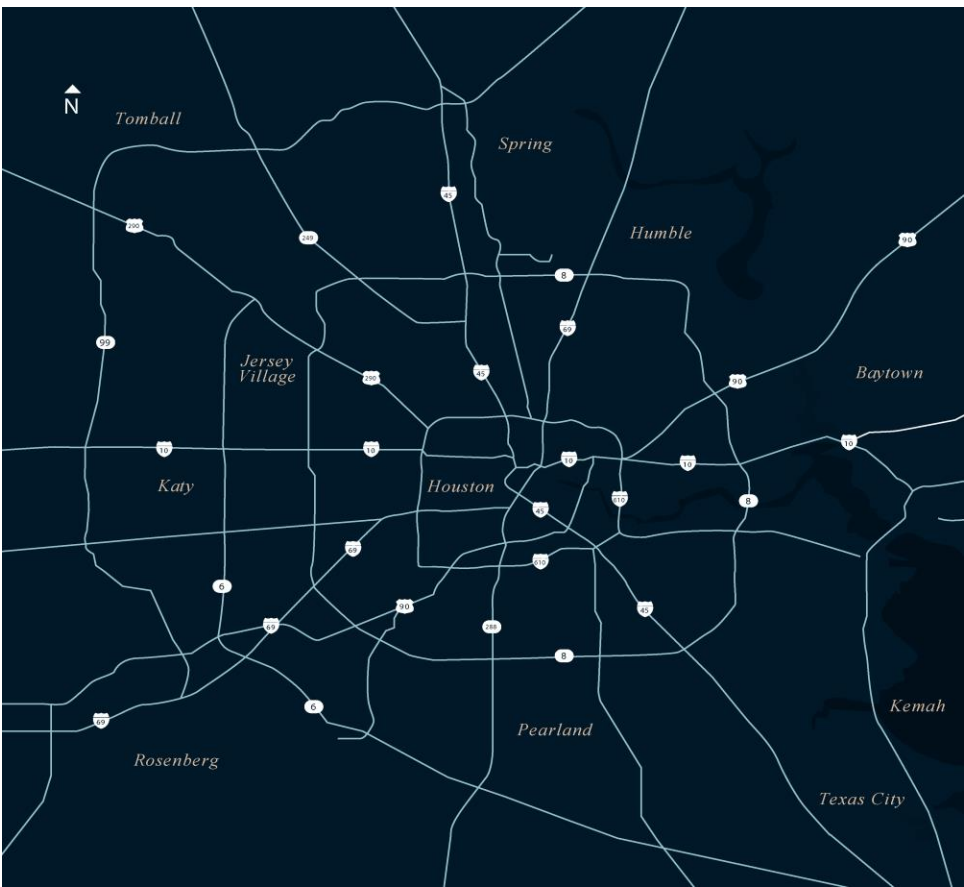 N
Tomball
Spring
45
290
249
Humble
90
8
69
99
Jersey
Village
290
45
90
Baytown
10
10
10
10
10
Katy
Houston
610
8
45
69
610
6
90
45
69
288
8
6
69
Kemah
Pearland
Rosenberg
Texas City